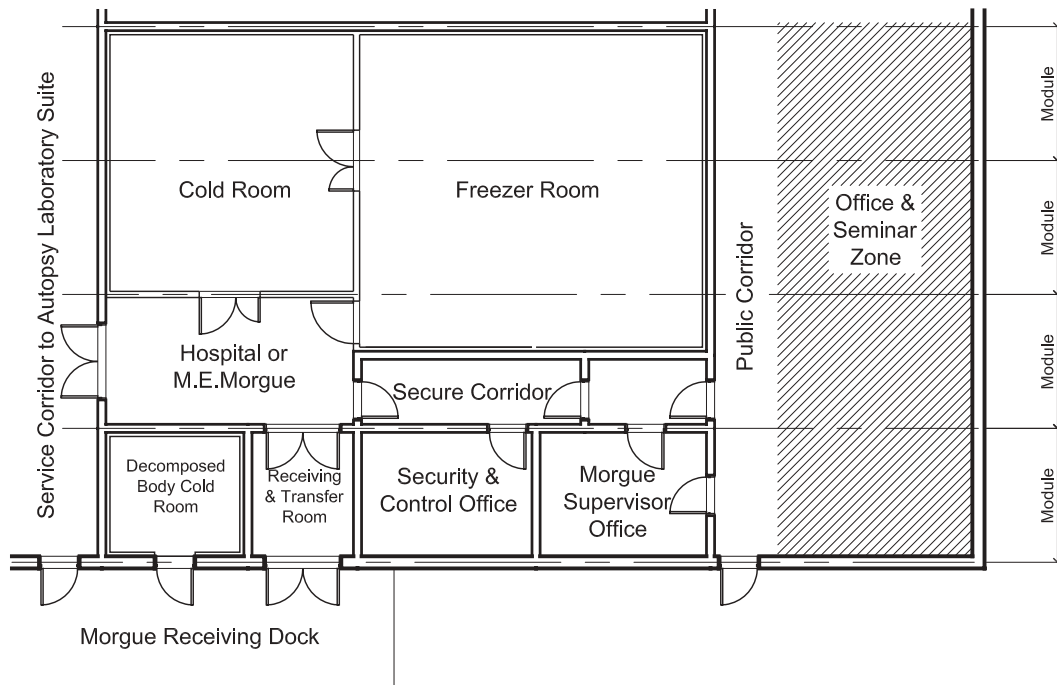 Service Corridor to Autopsy Laboratory Suite
Cold Room
Freezer Room
Public Corridor
Office &
Seminar
Zone
Module
Module
Module
Module
Hospital or
M.E.Morgue
Secure Corridor
Decomposed
Body Cold
Room
Receiving
& Transfer
Room
Security &
Control Office
Morgue
Supervisor
Office
Morgue Receiving Dock